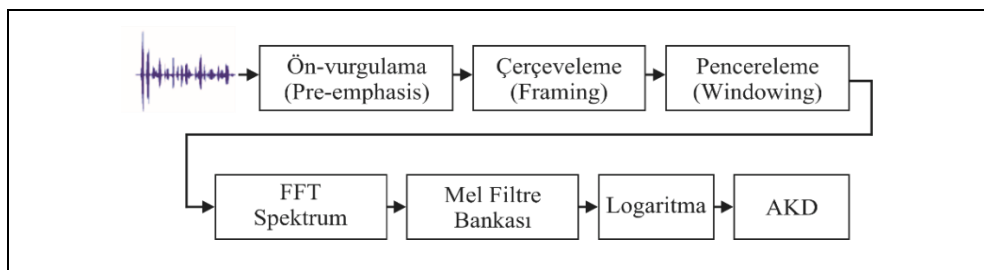 Ön-vurgulama
(Pre-emphasis)
Çerçeveleme
(Framing)
Pencereleme
(Windowing)
FFT
Spektrum
Mel Filtre
Bankası
Logaritma
AKD